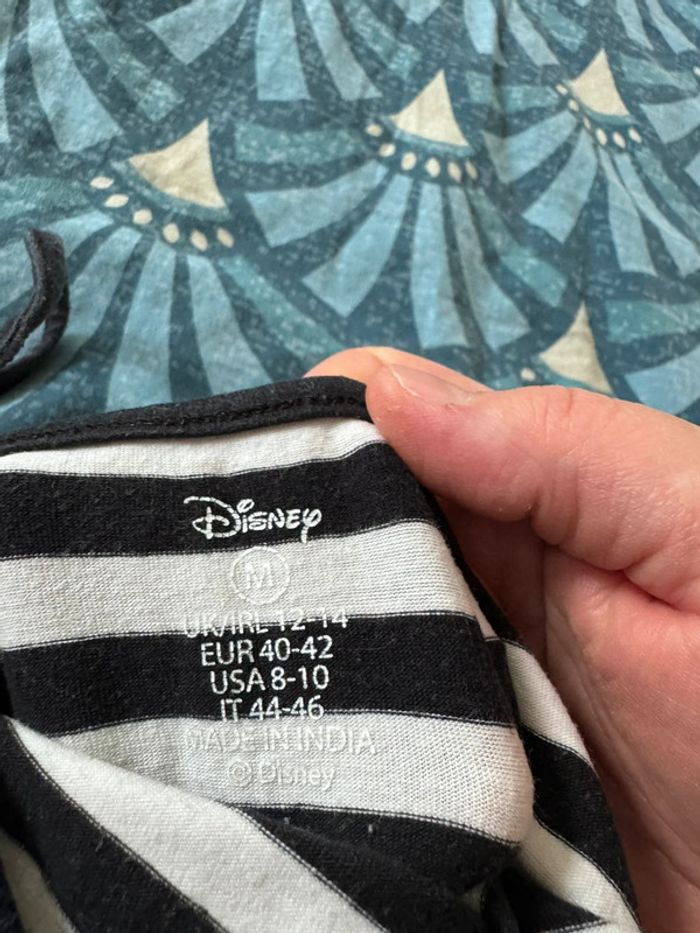 Disney
M
UK/IRL 12-14
EUR 40-42
USA 8-10
IT 44-46
MADE IN INDIA
© Disney